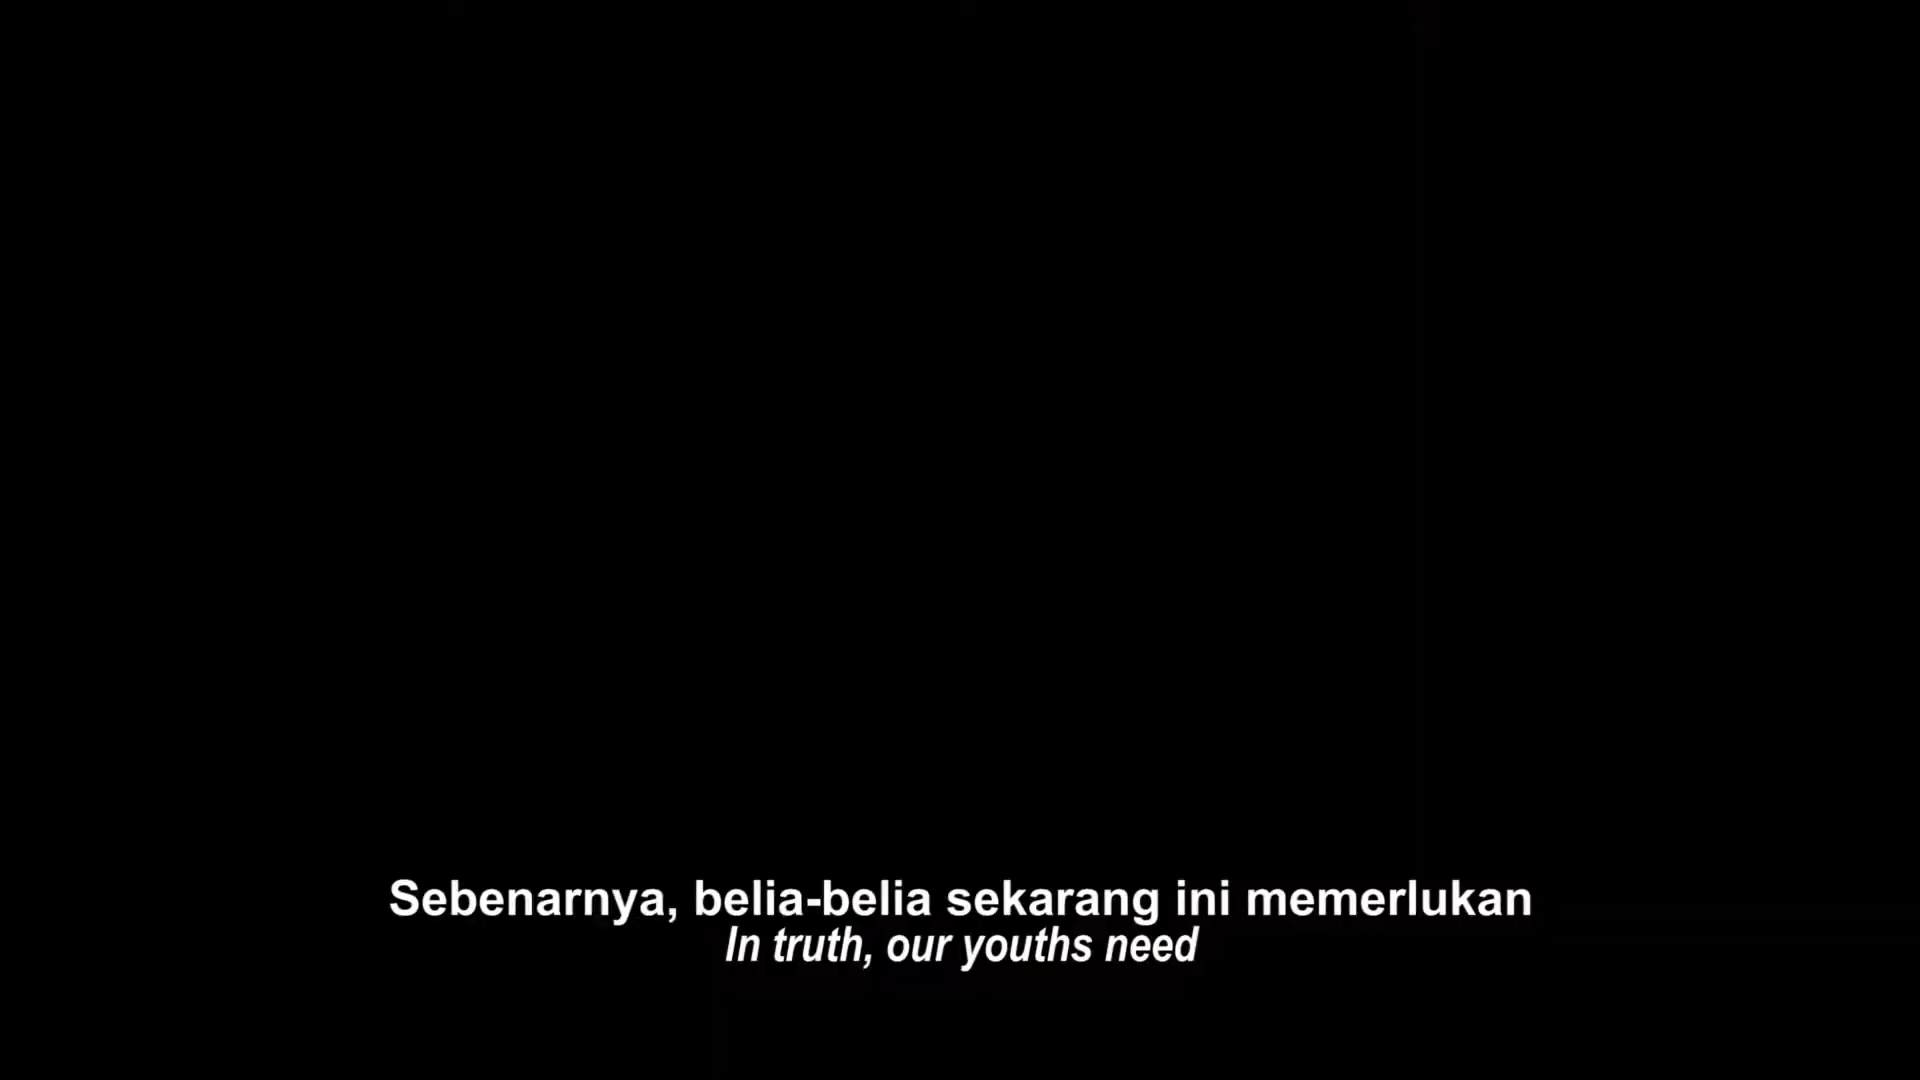 Sebenarnya, belia-belia sekarang ini memerlukan
In truth, our youths need